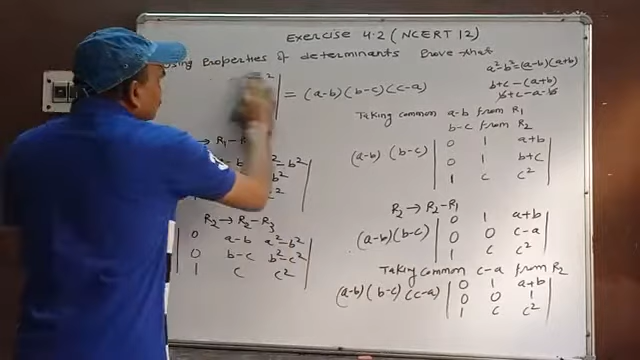 Exercise 4.2 (NCERT 12)
Using Properties of determinants Prove that
= (a-b)(b-c)(c-a)
→ R₁-R
a²-b²
R₂ → R₂-R₃
0 a-b a²-b²
0 b-c b²-c²
1 c c²
a²-b²=(a-b)(a+b)
b+c-(a+b)
b+c-a-b
Taking common a-b from R₁
b-c from R₂
(a-b) (b-c)
0 1 a+b
0 1 b+c
1 c c²
R₂ → R₂-R₁
(a-b)(b-c)
0 1 a+b
0 0 c-a
1 c c²
Taking common c-a from R₂
(a-b)(b-c)(c-a)
0 1 a+b
0 0 1
1 c c²